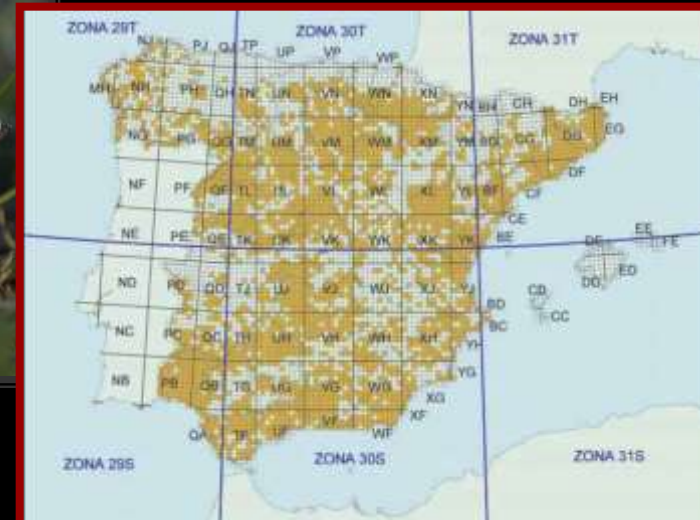 ZONA 29T ZONA 30T ZONA 31T
NJ PJ QJ TP UP VP WP
MH NH PH QH TN UN VN WN XN YN BN CH DH EH
NG PG QG TM UM VM WM XM YM BG CG DG EG
NF PF QF TL UL VL WL XL YL BF CF DF
NE PE QE TK UK VK WK XK YK BE CE DE EE FE
ND PD QD TJ UJ VJ WJ XJ YJ BD CD DD ED
NC PC QC TH UH VH WH XH YH BC CC
NB PB QB TG UG VG WG XG YG
QA TF UF VF WF XF
ZONA 29S ZONA 30S ZONA 31S